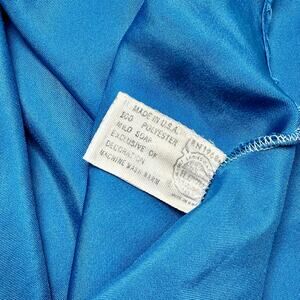 MADE IN U.S.A.
100 POLYESTER
MILD SOAP
EXCLUSIVE OF
DECORATION
MACHINE WASH WARM